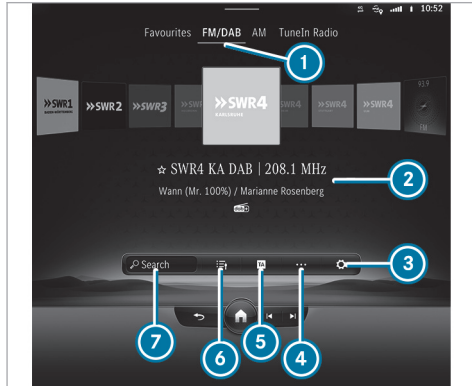 10:52
Favourites FM/DAB AM TuneIn Radio
1
SWR1 SWR2 SWR3 SWR4 KARLSRUHE SWR4 SWR4 SWR4 93.9 FM
☆ SWR4 KA DAB | 208.1 MHz
Wann (Mr. 100%) / Marianne Rosenberg
2
Search TA ...
3
7 6 5 4